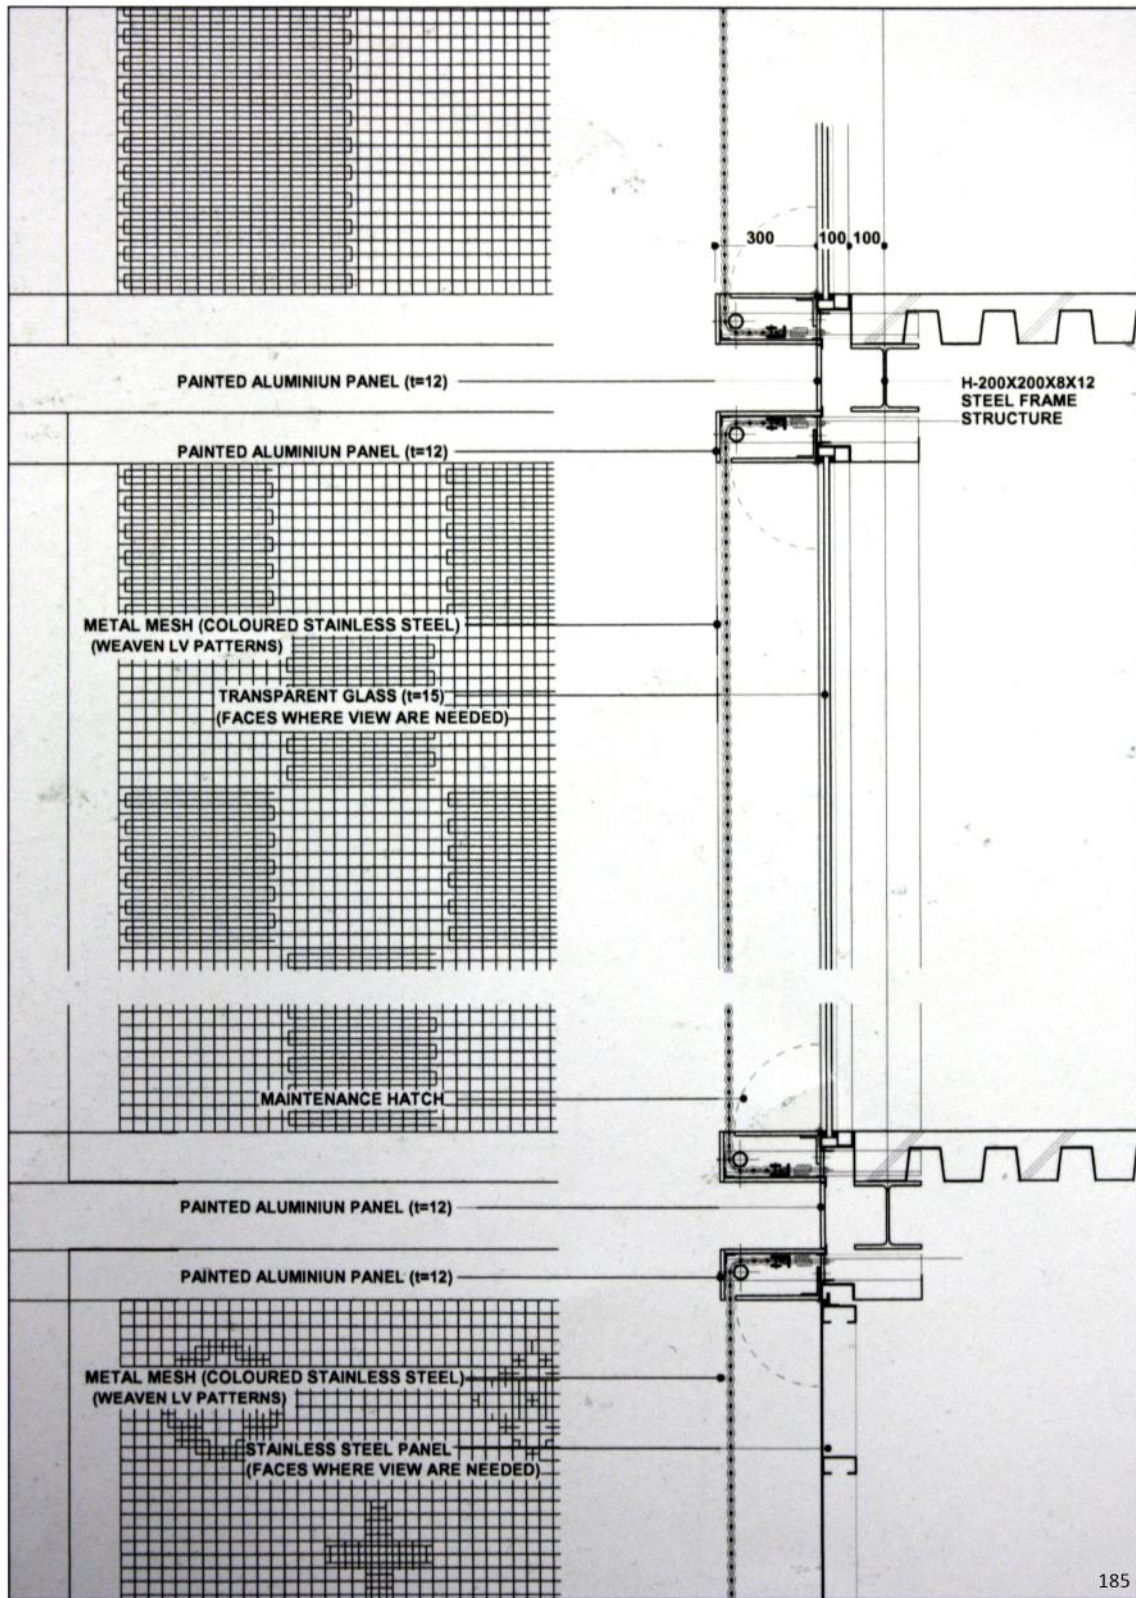 300
100
100
PAINTED ALUMINIUN PANEL (t=12)
H-200X200X8X12
STEEL FRAME
STRUCTURE
PAINTED ALUMINIUN PANEL (t=12)
METAL MESH (COLOURED STAINLESS STEEL)
(WEAVEN LV PATTERNS)
TRANSPARENT GLASS (t=15)
(FACES WHERE VIEW ARE NEEDED)
MAINTENANCE HATCH
PAINTED ALUMINIUN PANEL (t=12)
PAINTED ALUMINIUN PANEL (t=12)
METAL MESH (COLOURED STAINLESS STEEL)
(WEAVEN LV PATTERNS)
STAINLESS STEEL PANEL
(FACES WHERE VIEW ARE NEEDED)
185